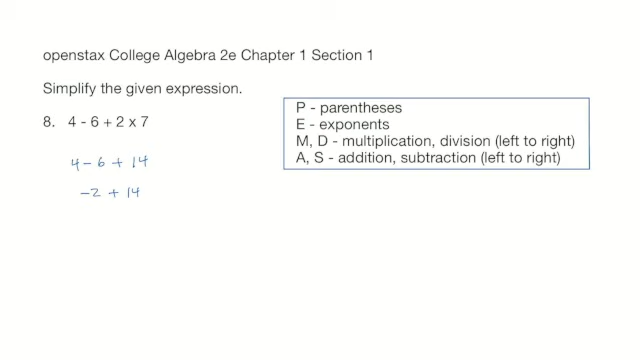 openstax College Algebra 2e Chapter 1 Section 1
Simplify the given expression.
8. 4 - 6 + 2 x 7
4 - 6 + 14
-2 + 14
P - parentheses
E - exponents
M, D - multiplication, division (left to right)
A, S - addition, subtraction (left to right)